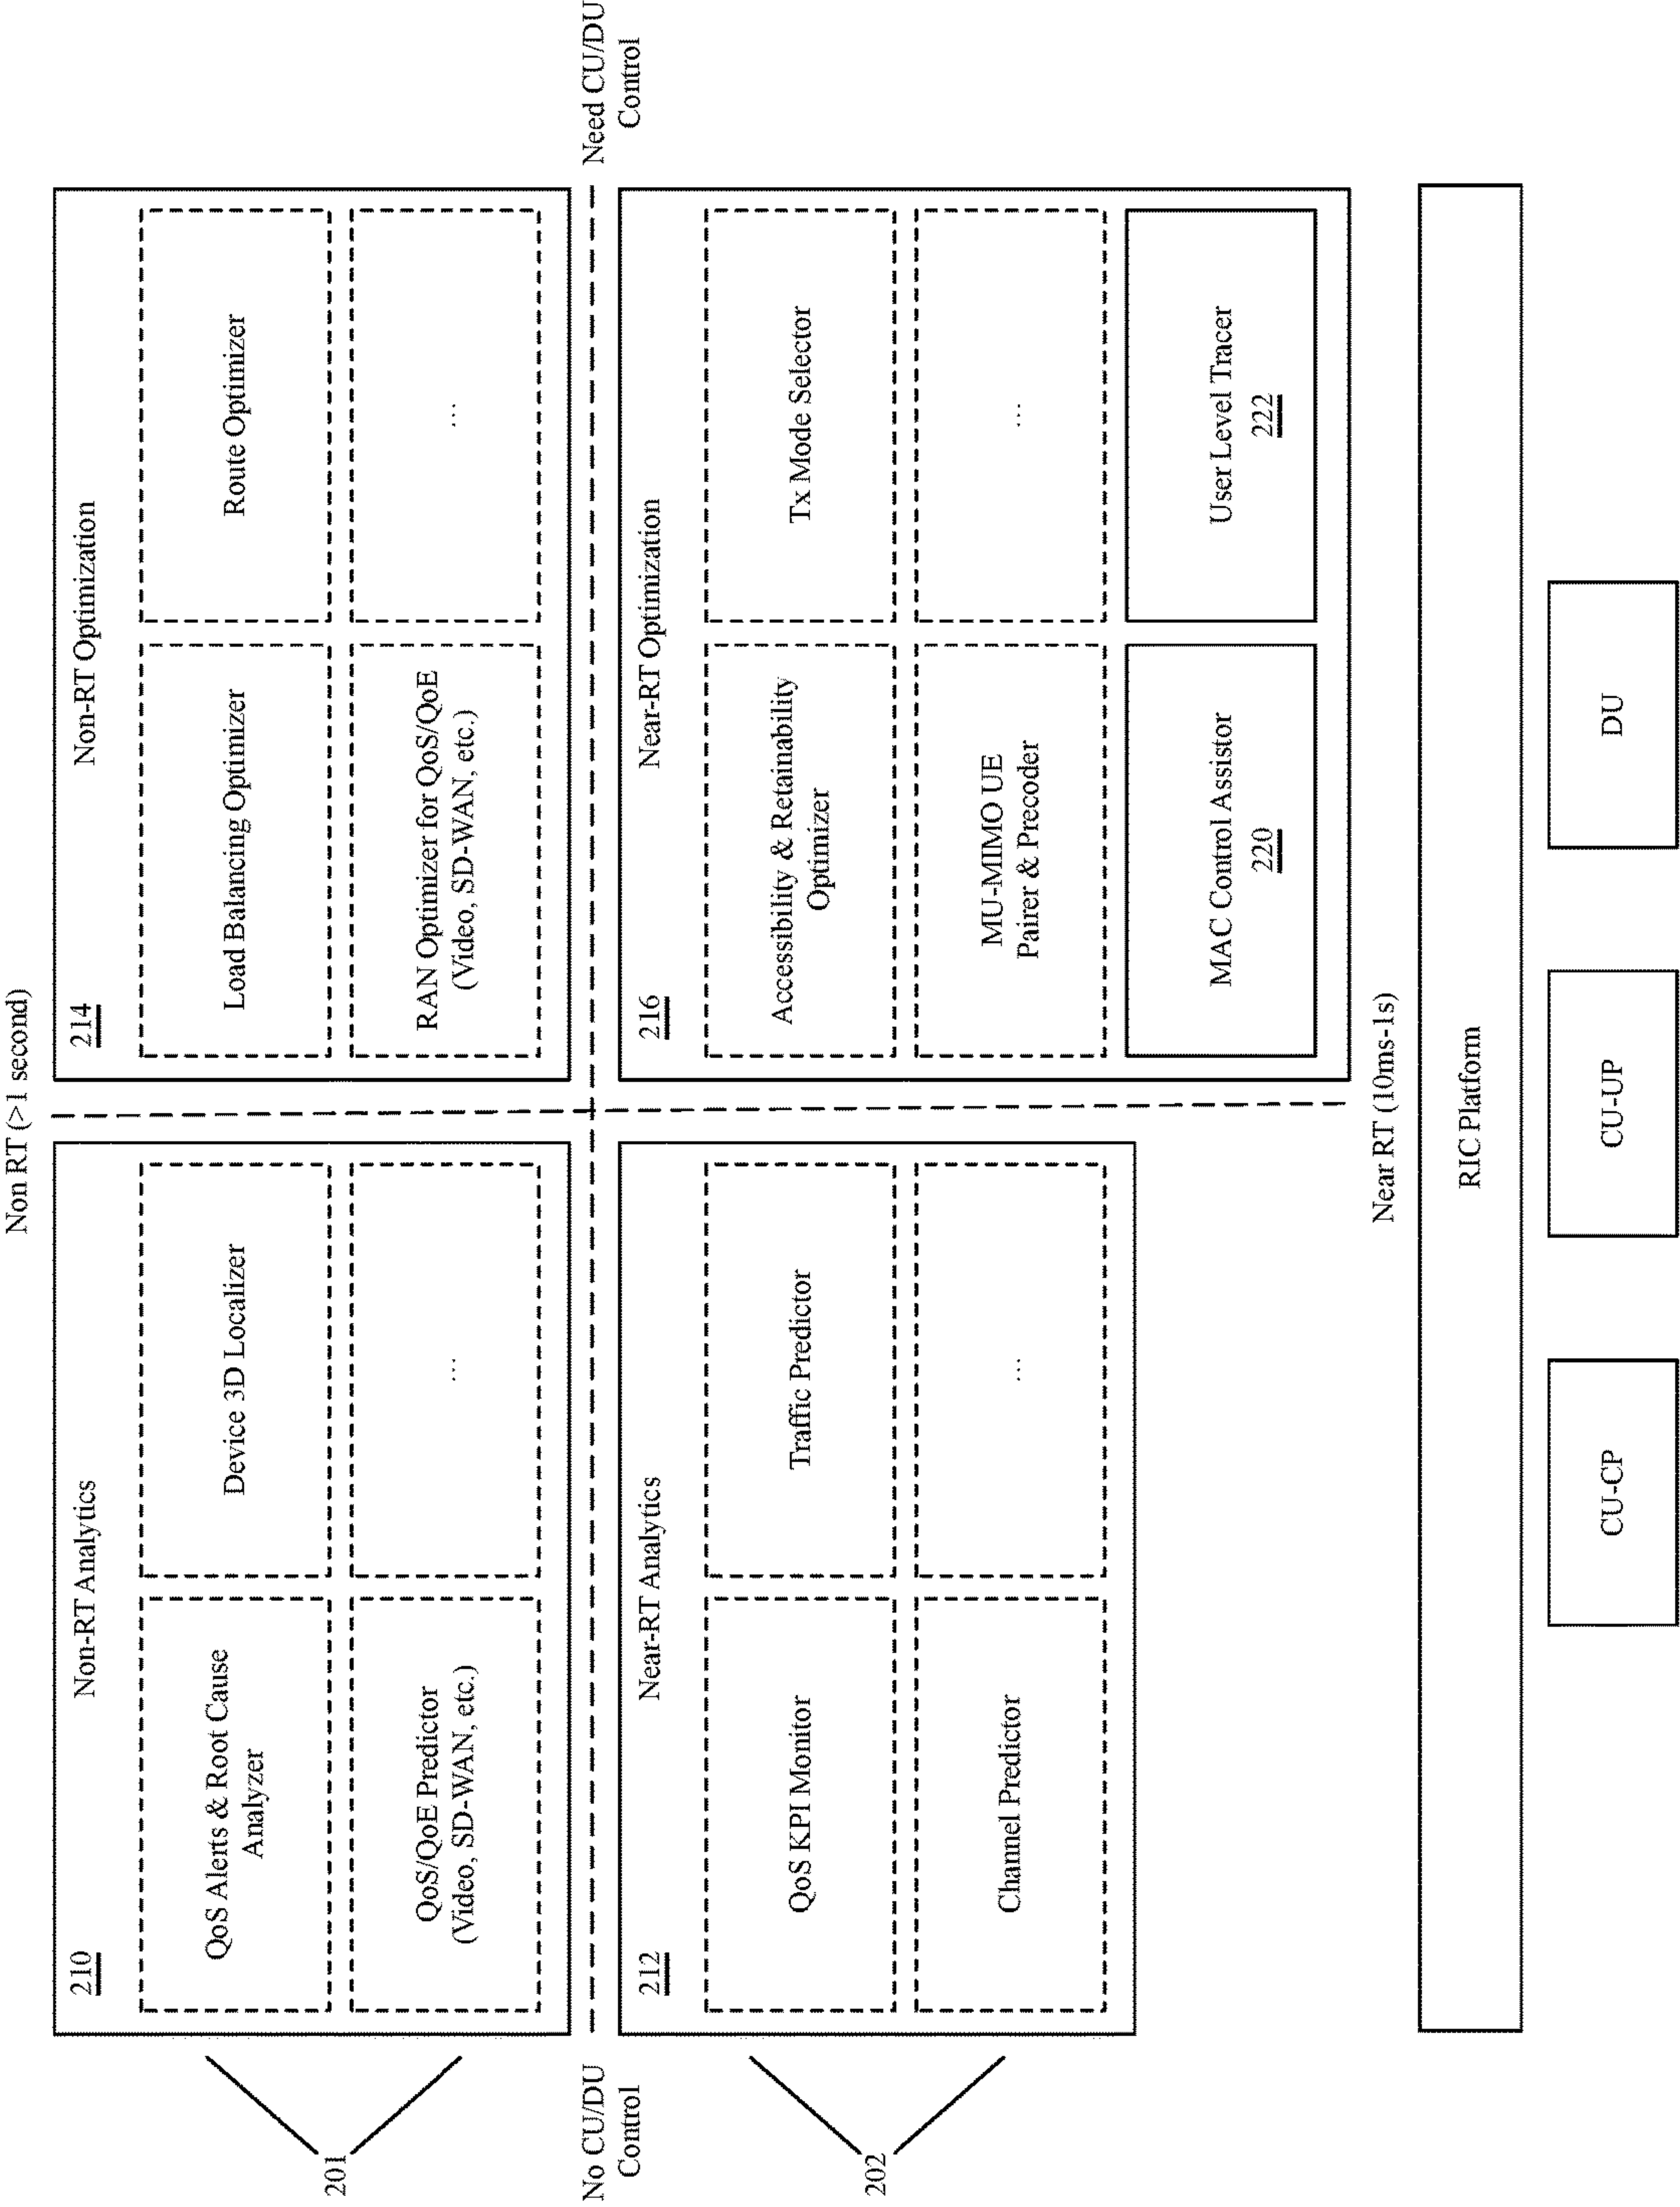 Non RT (>1 second)
201
210
Non-RT Analytics
QoS Alerts & Root Cause
Analyzer
Device 3D Localizer
QoS/QoE Predictor
(Video, SD-WAN, etc.)
...
214
Non-RT Optimization
Load Balancing Optimizer
Route Optimizer
RAN Optimizer for QoS/QoE
(Video, SD-WAN, etc.)
...
No CU/DU
Control
Need CU/DU
Control
202
212
Near-RT Analytics
QoS KPI Monitor
Traffic Predictor
Channel Predictor
...
216
Near-RT Optimization
Accessibility & Retainability
Optimizer
Tx Mode Selector
MU-MIMO UE
Pairer & Precoder
...
MAC Control Assistor
220
User Level Tracer
222
Near RT (10ms-1s)
RIC Platform
CU-CP
CU-UP
DU